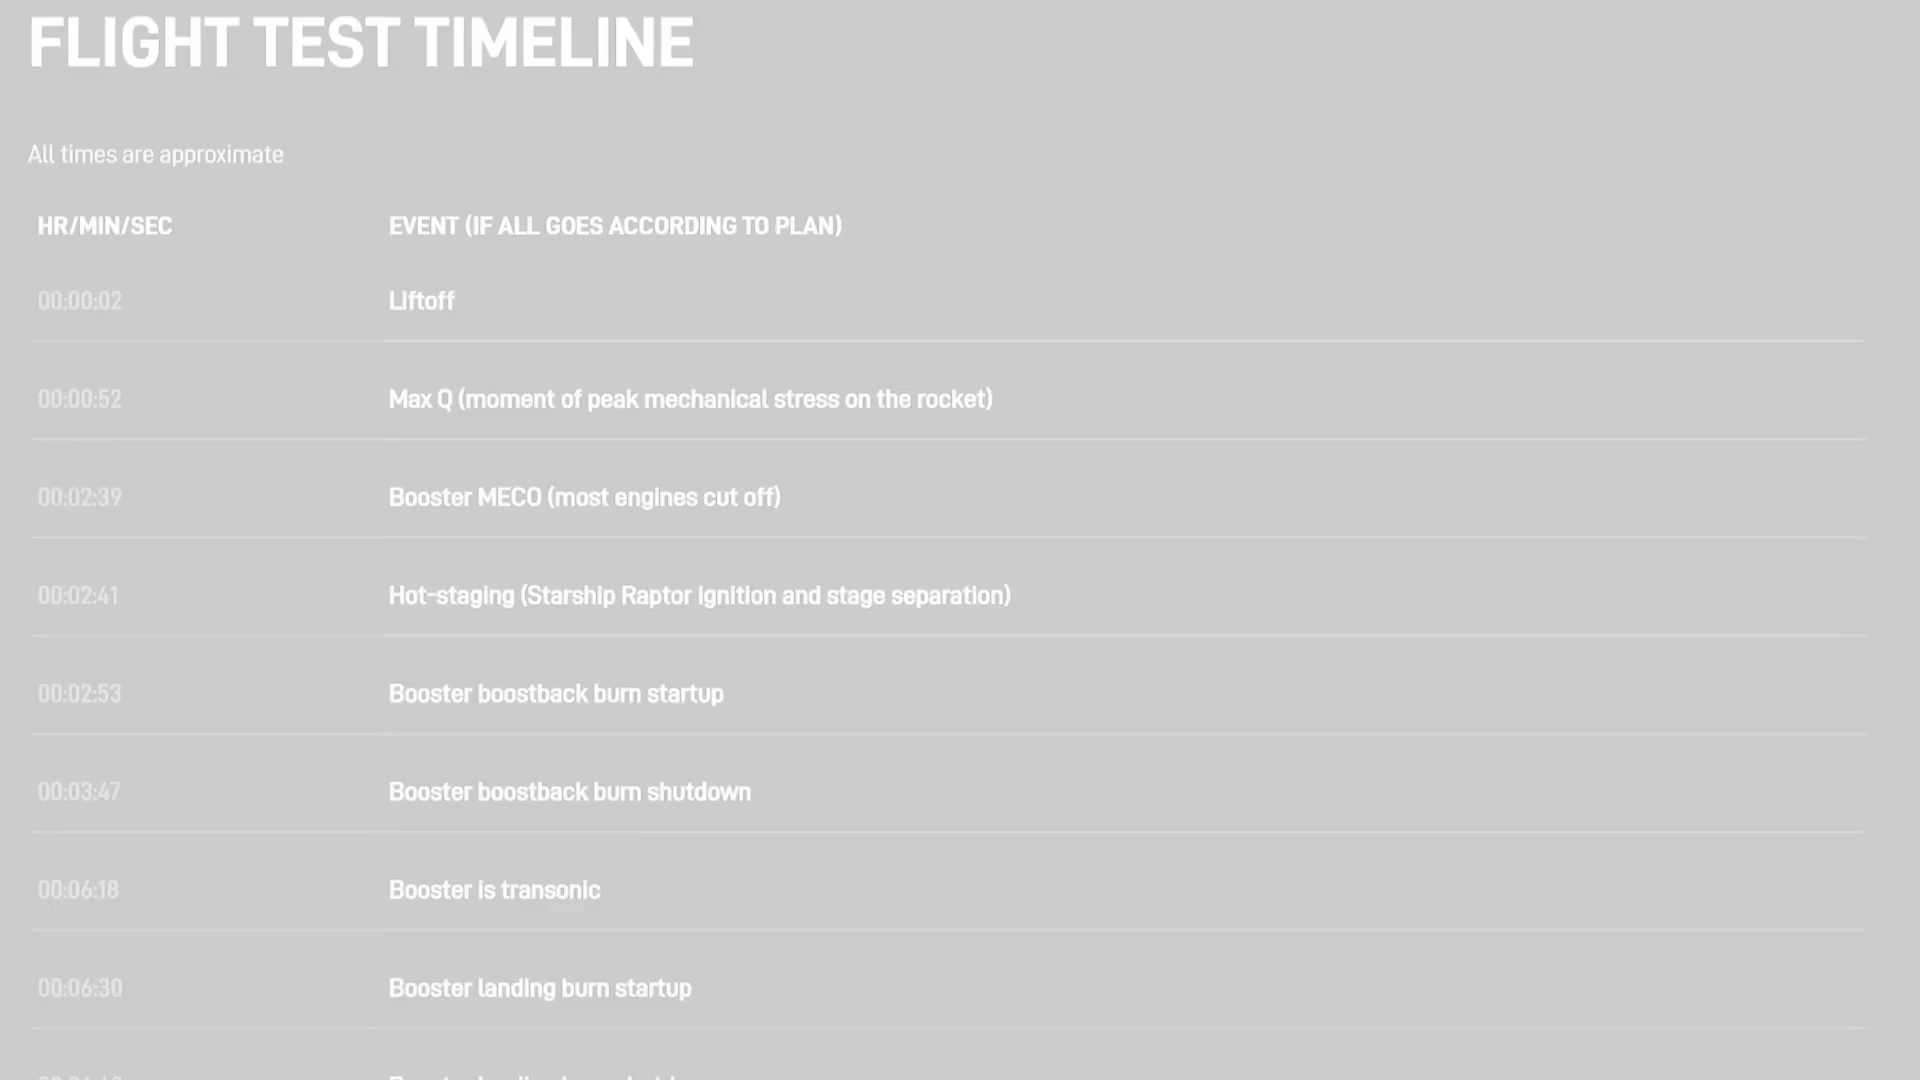 FLIGHT TEST TIMELINE
All times are approximate
HR/MIN/SEC EVENT (IF ALL GOES ACCORDING TO PLAN)
00:00:02 Liftoff
00:00:52 Max Q (moment of peak mechanical stress on the rocket)
00:02:39 Booster MECO (most engines cut off)
00:02:41 Hot-staging (Starship Raptor ignition and stage separation)
00:02:53 Booster boostback burn startup
00:03:47 Booster boostback burn shutdown
00:06:18 Booster is transonic
00:06:30 Booster landing burn startup